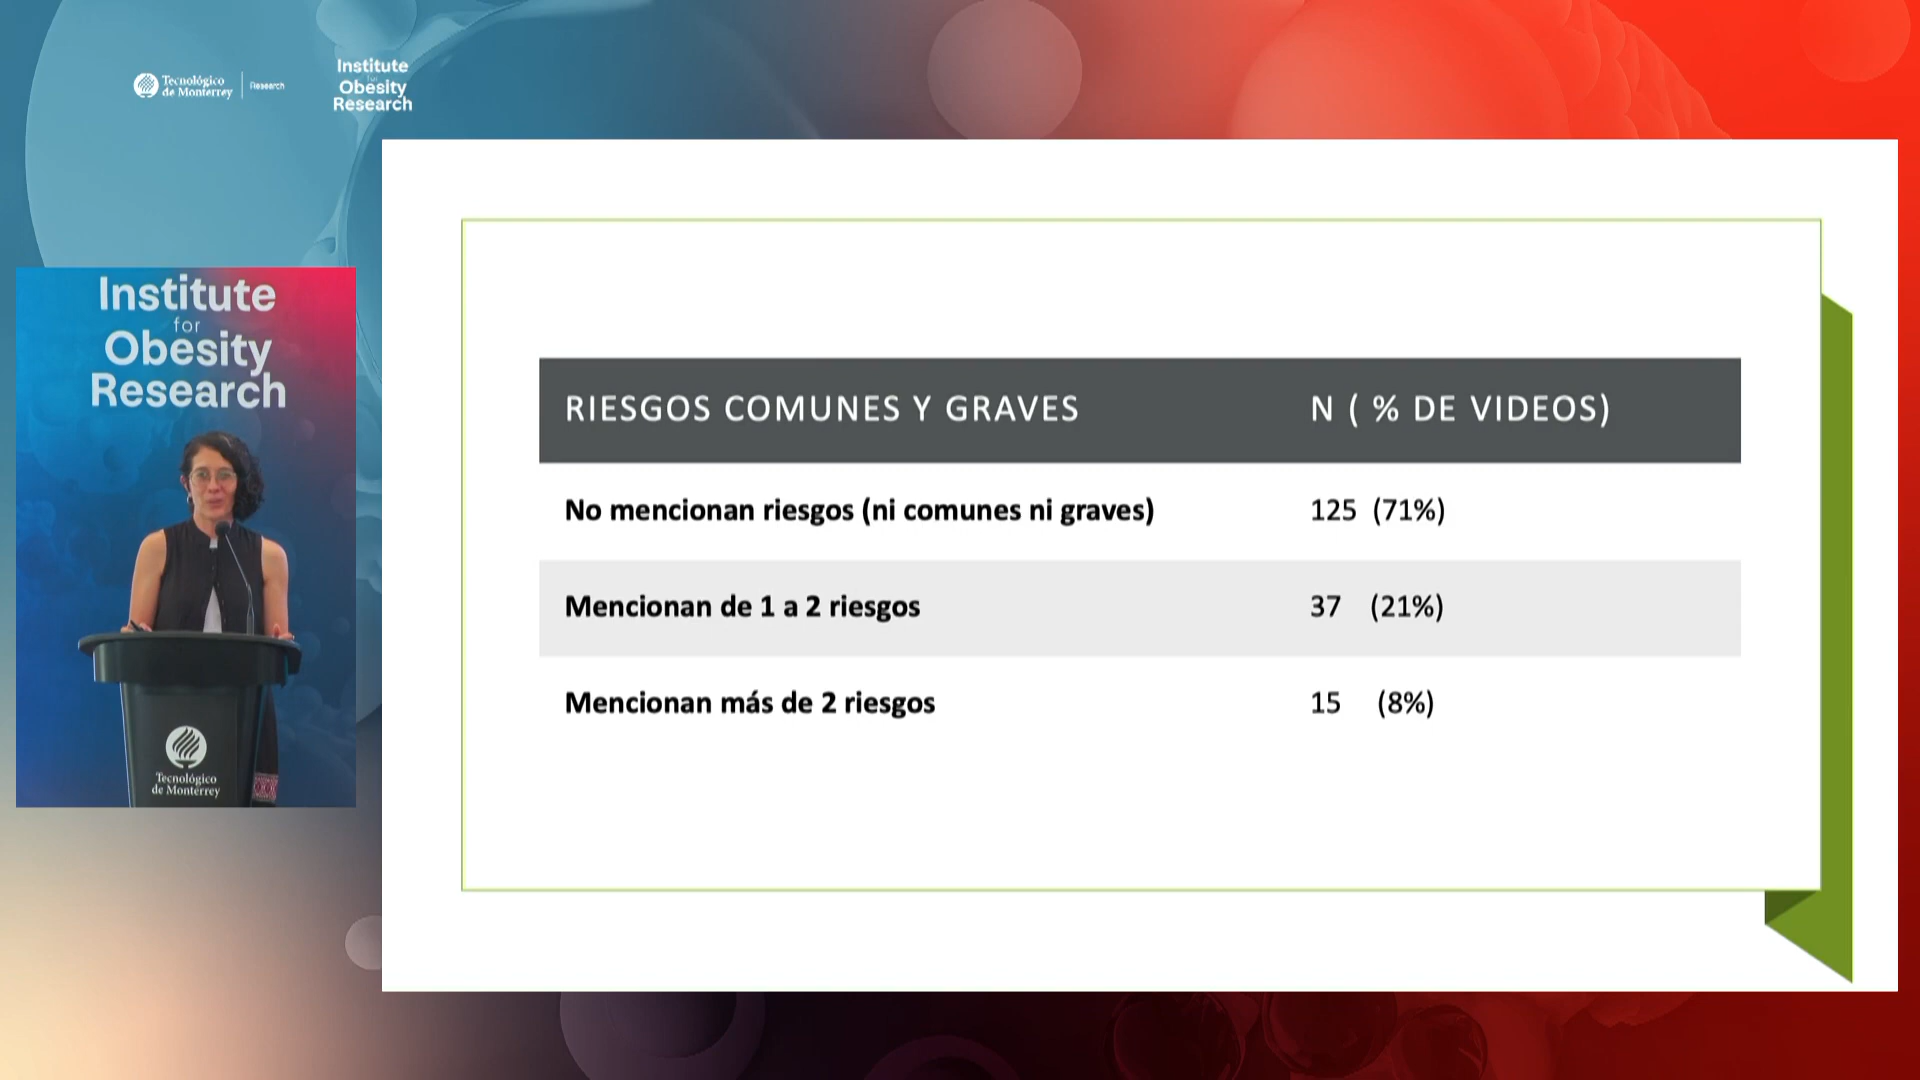 Tecnológico
de Monterrey
Research
Institute
for
Obesity
Research
Institute
for
Obesity
Research
Tecnológico
de Monterrey
RIESGOS COMUNES Y GRAVES N ( % DE VIDEOS)
No mencionan riesgos (ni comunes ni graves) 125 (71%)
Mencionan de 1 a 2 riesgos 37 (21%)
Mencionan más de 2 riesgos 15 (8%)